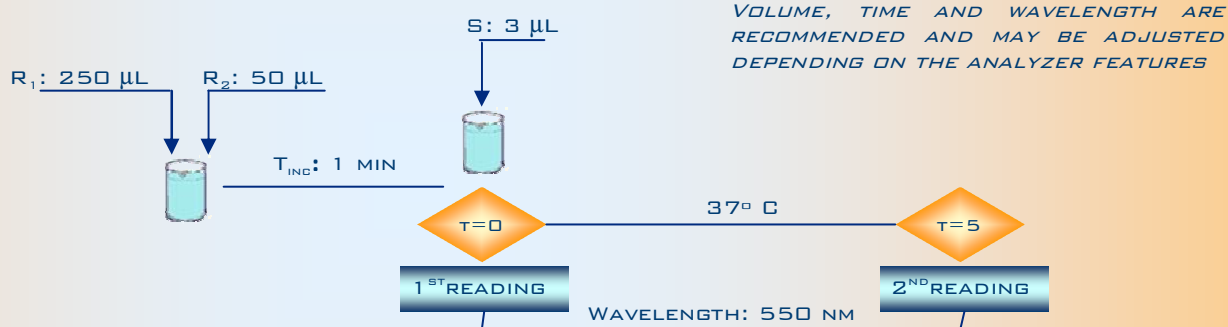 S: 3 µL
VOLUME, TIME AND WAVELENGTH ARE
RECOMMENDED AND MAY BE ADJUSTED
DEPENDING ON THE ANALYZER FEATURES
R₁: 250 µL
R₂: 50 µL
TINC: 1 MIN
37º C
T=0
T=5
1ST READING
2ND READING
WAVELENGTH: 550 NM